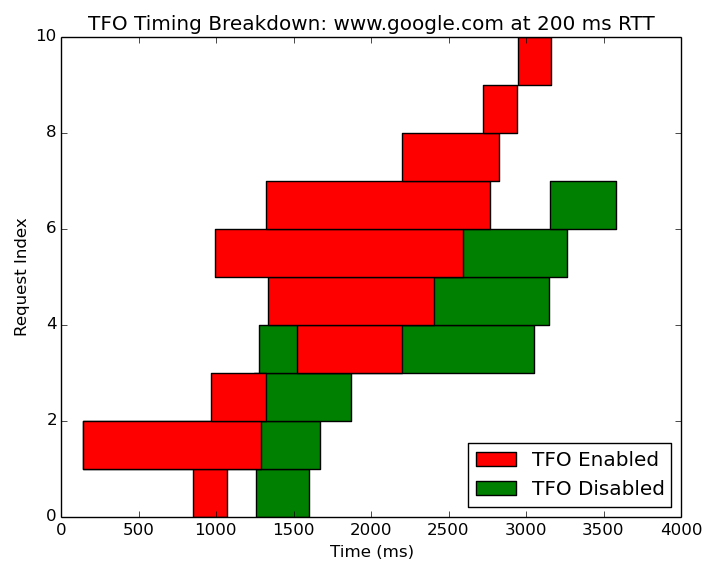 TFO Timing Breakdown: www.google.com at 200 ms RTT
10
8
6
4
2
0
Request Index
TFO Enabled
TFO Disabled
0 500 1000 1500 2000 2500 3000 3500 4000
Time (ms)